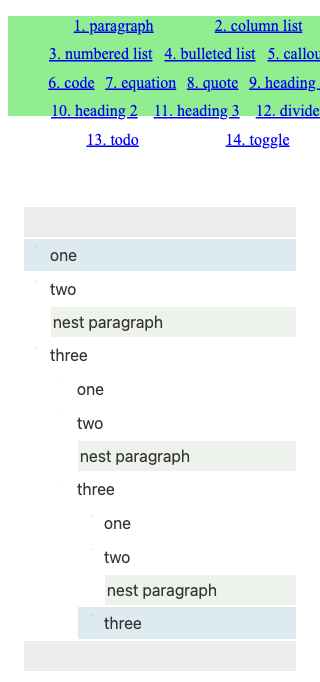 1. paragraph 2. column list
3. numbered list 4. bulleted list 5. callou
6. code 7. equation 8. quote 9. heading
10. heading 2 11. heading 3 12. divide
13. todo 14. toggle
one
two
nest paragraph
three
one
two
nest paragraph
three
one
two
nest paragraph
three